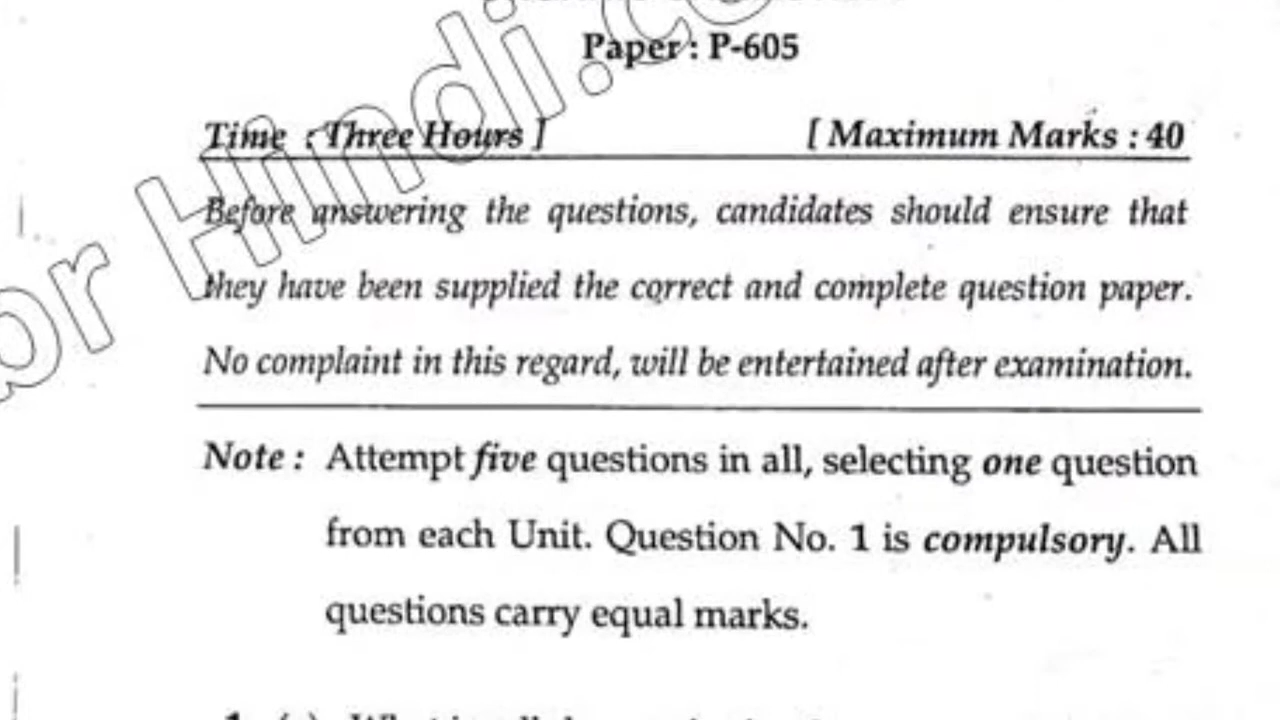 Paper : P-605
Time : Three Hours ] [ Maximum Marks : 40
Before answering the questions, candidates should ensure that
they have been supplied the correct and complete question paper.
No complaint in this regard, will be entertained after examination.
Note : Attempt five questions in all, selecting one question
from each Unit. Question No. 1 is compulsory. All
questions carry equal marks.
or Hindi.co